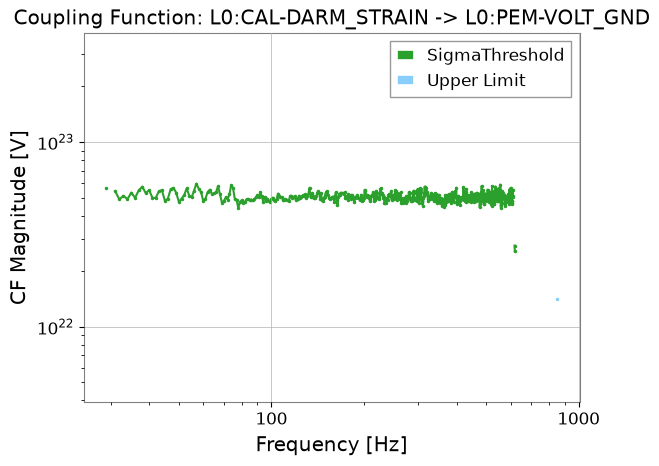 Coupling Function: L0:CAL-DARM_STRAIN -> L0:PEM-VOLT_GND
SigmaThreshold
Upper Limit
10^23
10^22
CF Magnitude [V]
100
1000
Frequency [Hz]